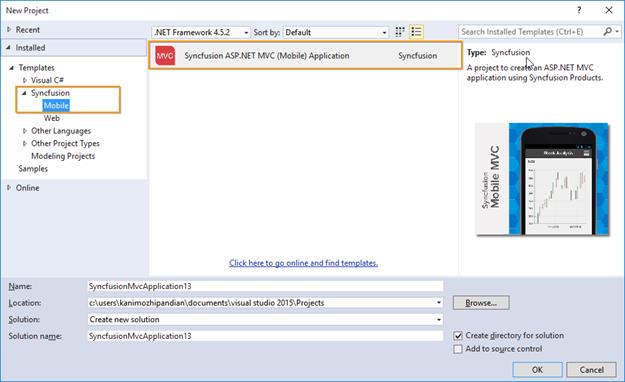 New Project
? ×
Recent
.NET Framework 4.5.2 Sort by: Default
Search Installed Templates (Ctrl+E)
Installed
MVC Syncfusion ASP.NET MVC (Mobile) Application Syncfusion
Type: Syncfusion
A project to create an ASP.NET MVC
application using Syncfusion Products.
Templates
Visual C#
Syncfusion
Mobile
Web
Other Languages
Other Project Types
Modeling Projects
Samples
Online
Syncfusion
Mobile MVC
Stock Analysis
Click here to go online and find templates.
Name: SyncfusionMvcApplication13
Location: c:\users\kanimozhipandian\documents\visual studio 2015\Projects
Browse...
Solution: Create new solution
Solution name: SyncfusionMvcApplication13
Create directory for solution
Add to source control
OK Cancel